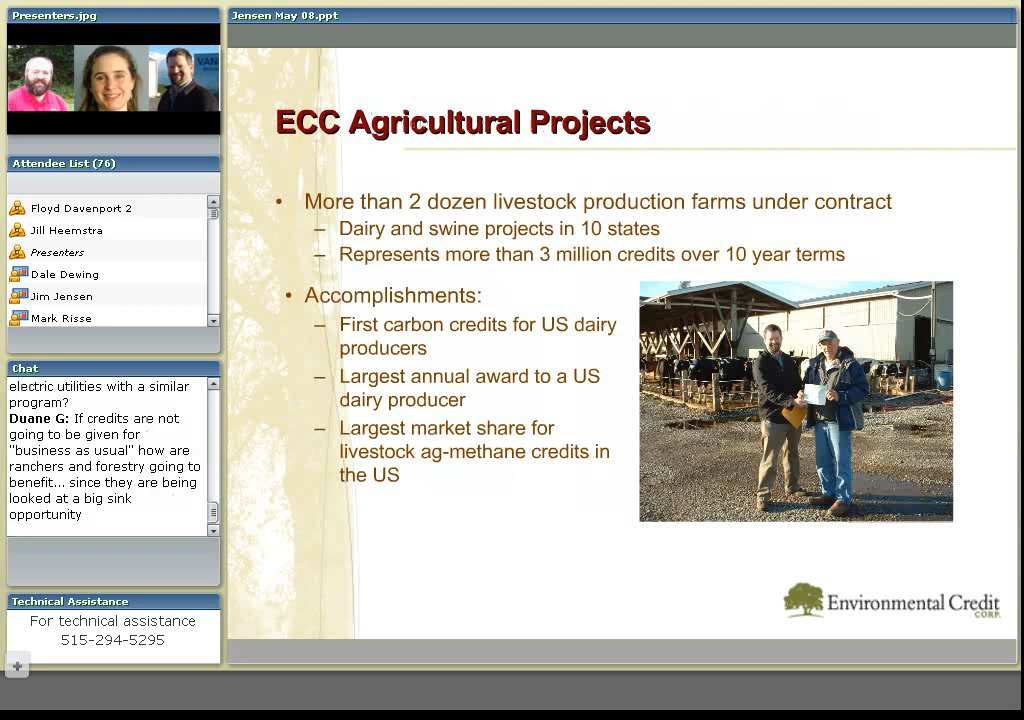 Presenters.jpg
VAN
Attendee List (76)
Floyd Davenport 2
Jill Heemstra
Presenters
Dale Dewing
Jim Jensen
Mark Risse
Chat
electric utilities with a similar
program?
Duane G: If credits are not
going to be given for
"business as usual" how are
ranchers and forestry going to
benefit... since they are being
looked at a big sink
opportunity
Technical Assistance
For technical assistance
515-294-5295
Jensen May 08.ppt
ECC Agricultural Projects
• More than 2 dozen livestock production farms under contract
– Dairy and swine projects in 10 states
– Represents more than 3 million credits over 10 year terms
• Accomplishments:
– First carbon credits for US dairy
producers
– Largest annual award to a US
dairy producer
– Largest market share for
livestock ag-methane credits in
the US
Environmental Credit
CORP.